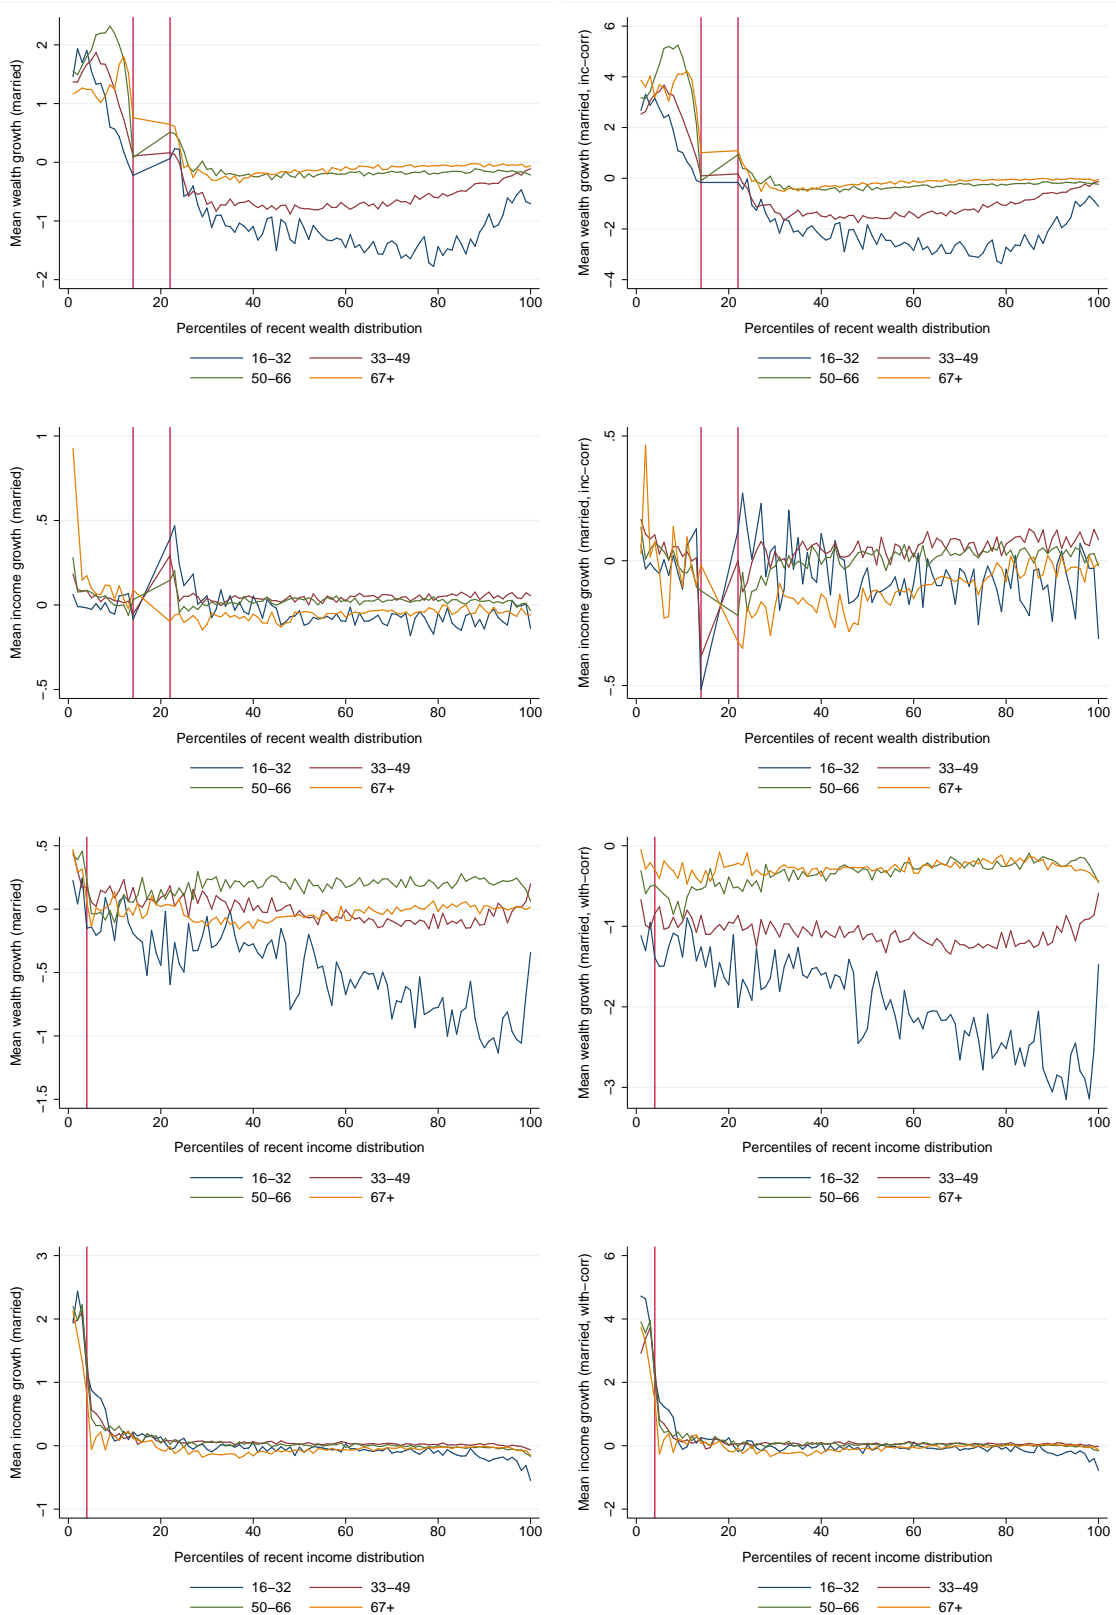 Mean wealth growth (married)
2
1
0
−1
−2
0 20 40 60 80 100
Percentiles of recent wealth distribution
16−32 33−49
50−66 67+
Mean wealth growth (married, inc−corr)
6
4
2
0
−2
−4
0 20 40 60 80 100
Percentiles of recent wealth distribution
16−32 33−49
50−66 67+
Mean income growth (married)
1
.5
0
−.5
0 20 40 60 80 100
Percentiles of recent wealth distribution
16−32 33−49
50−66 67+
Mean income growth (married, inc−corr)
.5
0
−.5
0 20 40 60 80 100
Percentiles of recent wealth distribution
16−32 33−49
50−66 67+
Mean wealth growth (married)
.5
0
−.5
−1
−1.5
0 20 40 60 80 100
Percentiles of recent income distribution
16−32 33−49
50−66 67+
Mean wealth growth (married, wlth−corr)
0
−1
−2
−3
0 20 40 60 80 100
Percentiles of recent income distribution
16−32 33−49
50−66 67+
Mean income growth (married)
3
2
1
0
−1
0 20 40 60 80 100
Percentiles of recent income distribution
16−32 33−49
50−66 67+
Mean income growth (married, wlth−corr)
6
4
2
0
−2
0 20 40 60 80 100
Percentiles of recent income distribution
16−32 33−49
50−66 67+